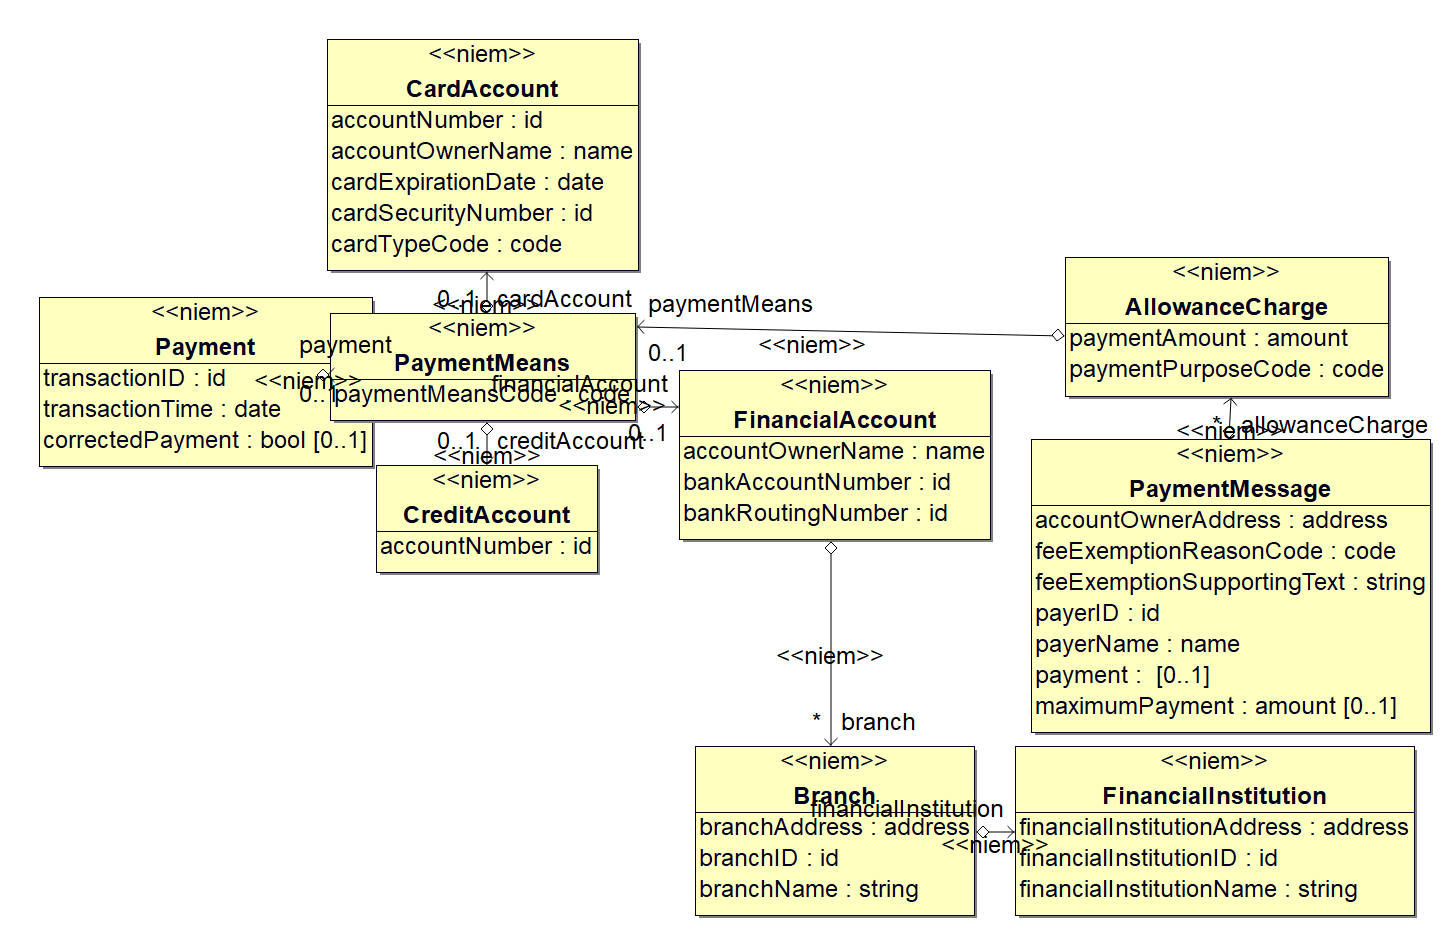 <<niem>>
CardAccount
accountNumber : id
accountOwnerName : name
cardExpirationDate : date
cardSecurityNumber : id
cardTypeCode : code
0..1 cardAccount
<<niem>>
<<niem>>
Payment
transactionID : id
transactionTime : date
correctedPayment : bool [0..1]
payment
<<niem>>
0..1
<<niem>>
PaymentMeans
paymentMeansCode : code
financialAccount
<<niem>>
0..1
0..1 creditAccount
<<niem>>
<<niem>>
CreditAccount
accountNumber : id
paymentMeans
0..1
<<niem>>
<<niem>>
AllowanceCharge
paymentAmount : amount
paymentPurposeCode : code
* allowanceCharge
<<niem>>
<<niem>>
PaymentMessage
accountOwnerAddress : address
feeExemptionReasonCode : code
feeExemptionSupportingText : string
payerID : id
payerName : name
payment : [0..1]
maximumPayment : amount [0..1]
<<niem>>
FinancialAccount
accountOwnerName : name
bankAccountNumber : id
bankRoutingNumber : id
<<niem>>
* branch
<<niem>>
Branch
branchAddress : address
branchID : id
branchName : string
financialInstitution
<<niem>>
<<niem>>
FinancialInstitution
financialInstitutionAddress : address
financialInstitutionID : id
financialInstitutionName : string